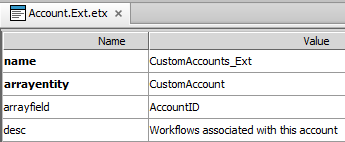 Account.Ext.etx
Name Value
name CustomAccounts_Ext
arrayentity CustomAccount
arrayfield AccountID
desc Workflows associated with this account